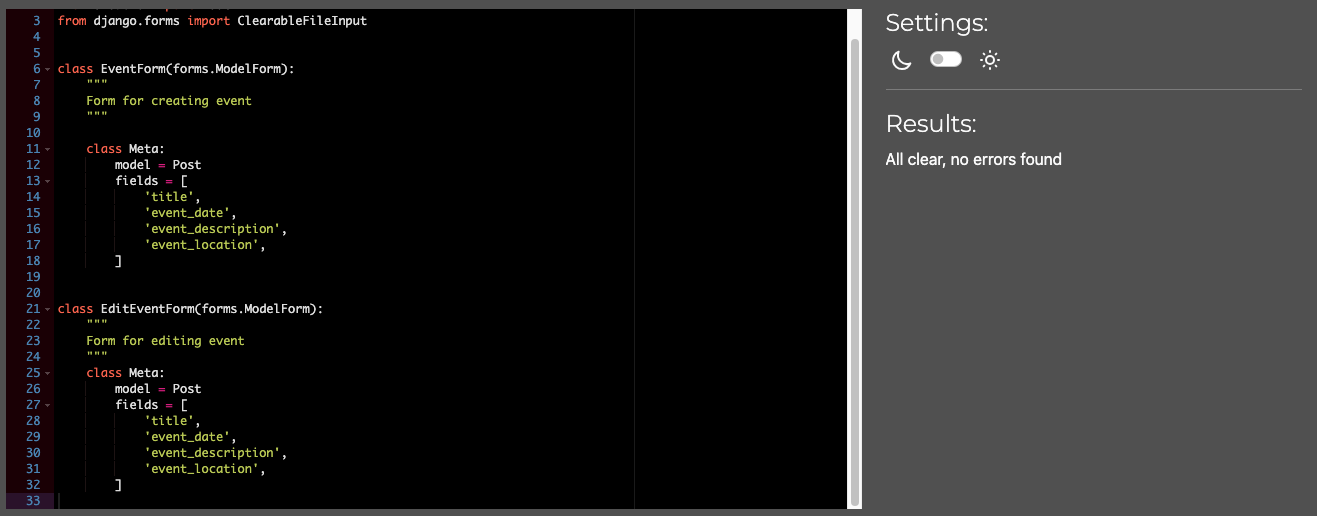 3 from django.forms import ClearableFileInput
4
5
6 class EventForm(forms.ModelForm):
7     """
8     Form for creating event
9     """
10
11     class Meta:
12         model = Post
13         fields = [
14             'title',
15             'event_date',
16             'event_description',
17             'event_location',
18         ]
19
20
21 class EditEventForm(forms.ModelForm):
22     """
23     Form for editing event
24     """
25     class Meta:
26         model = Post
27         fields = [
28             'title',
29             'event_date',
30             'event_description',
31             'event_location',
32         ]
33
Settings:
Results:
All clear, no errors found